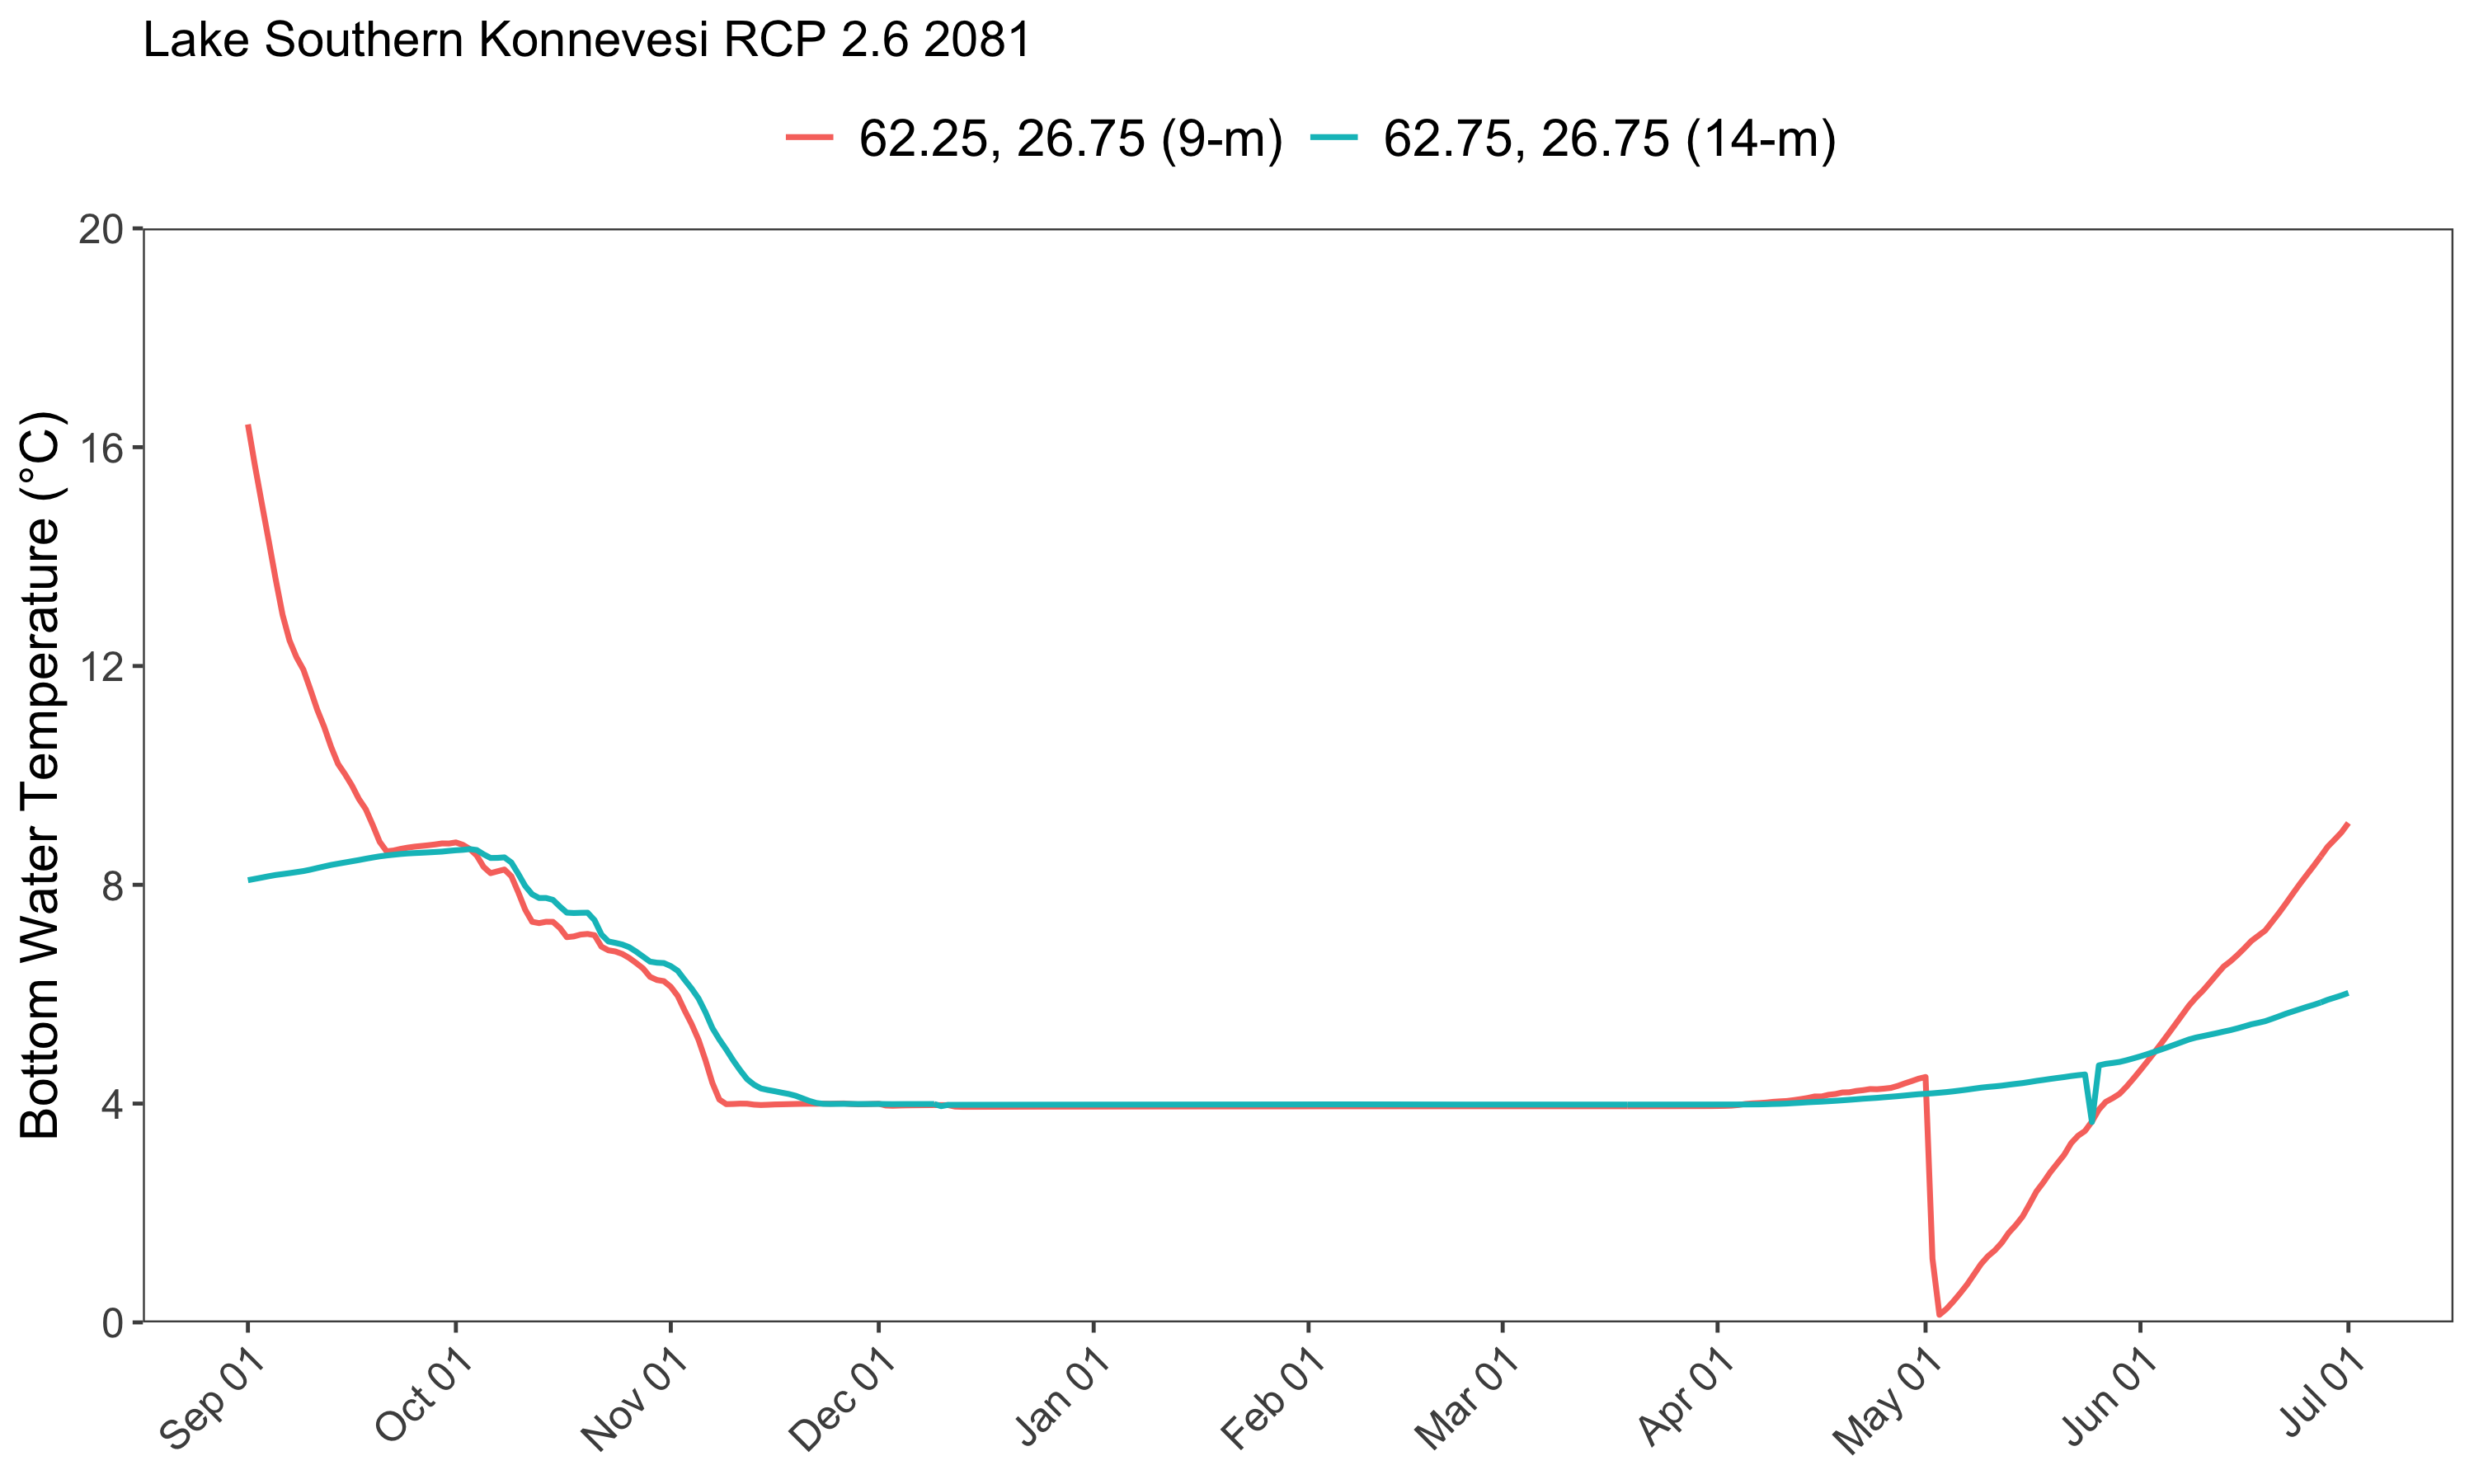 Lake Southern Konnevesi RCP 2.6 2081
62.25, 26.75 (9-m) 62.75, 26.75 (14-m)
Bottom Water Temperature (°C)
20
16
12
8
4
0
Sep 01 Oct 01 Nov 01 Dec 01 Jan 01 Feb 01 Mar 01 Apr 01 May 01 Jun 01 Jul 01